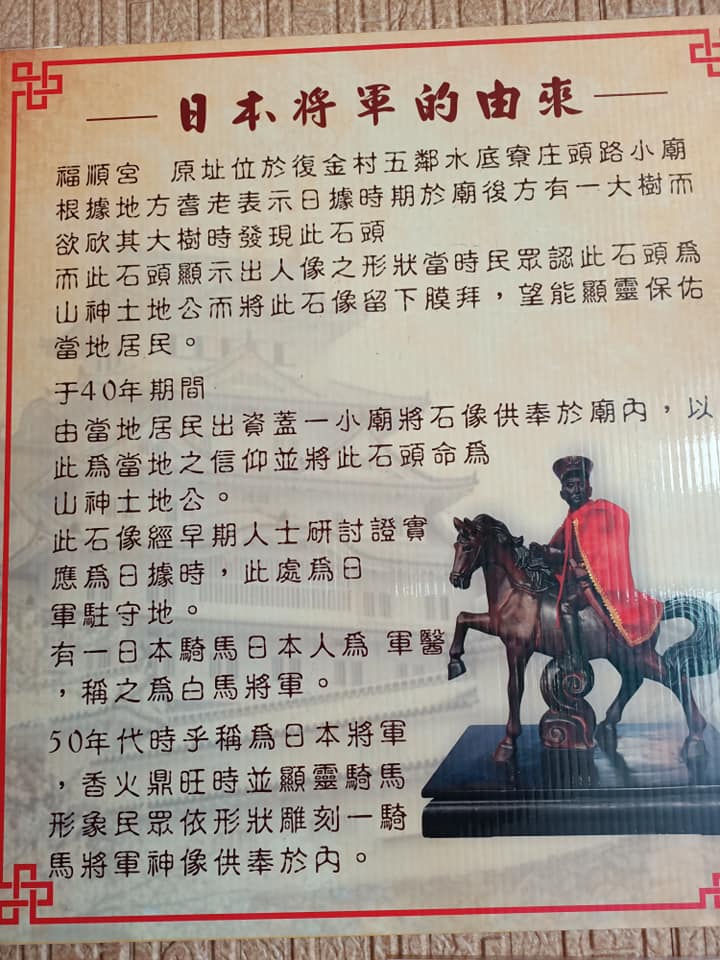 日本將軍的由來
福順宮　原址位於復金村五鄰水底寮庄頭路小廟
根據地方耆老表示日據時期於廟後方有一大樹而
欲砍其大樹時發現此石頭
而此石頭顯示出人像之形狀當時民眾認此石頭為
山神土地公而將此石像留下膜拜，望能顯靈保佑
當地居民。
于40年期間
由當地居民出資蓋一小廟將石像供奉於廟內，以
此為當地之信仰並將此石頭命為
山神土地公。
此石像經早期人士研討證實
應為日據時，此處為日
軍駐守地。
有一日本騎馬日本人為 軍醫
，稱之為白馬將軍。
50年代時乎稱為日本將軍
，香火鼎旺時並顯靈騎馬
形象民眾依形狀雕刻一騎
馬將軍神像供奉於內。